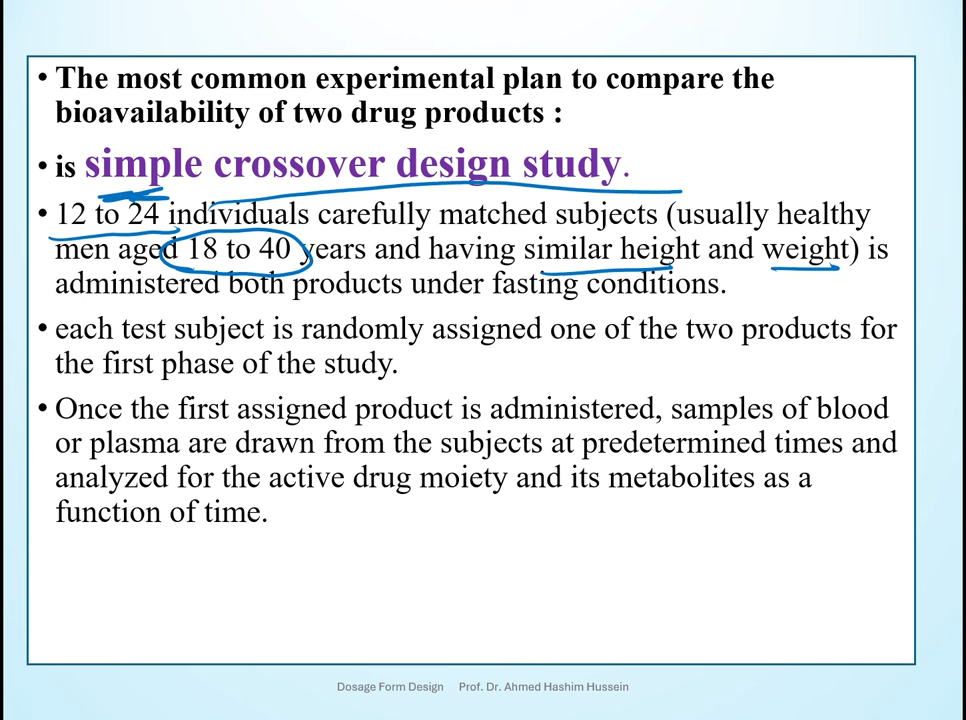 • The most common experimental plan to compare the
bioavailability of two drug products :
• is simple crossover design study.
• 12 to 24 individuals carefully matched subjects (usually healthy
men aged 18 to 40 years and having similar height and weight) is
administered both products under fasting conditions.
• each test subject is randomly assigned one of the two products for
the first phase of the study.
• Once the first assigned product is administered, samples of blood
or plasma are drawn from the subjects at predetermined times and
analyzed for the active drug moiety and its metabolites as a
function of time.
Dosage Form Design Prof. Dr. Ahmed Hashim Hussein